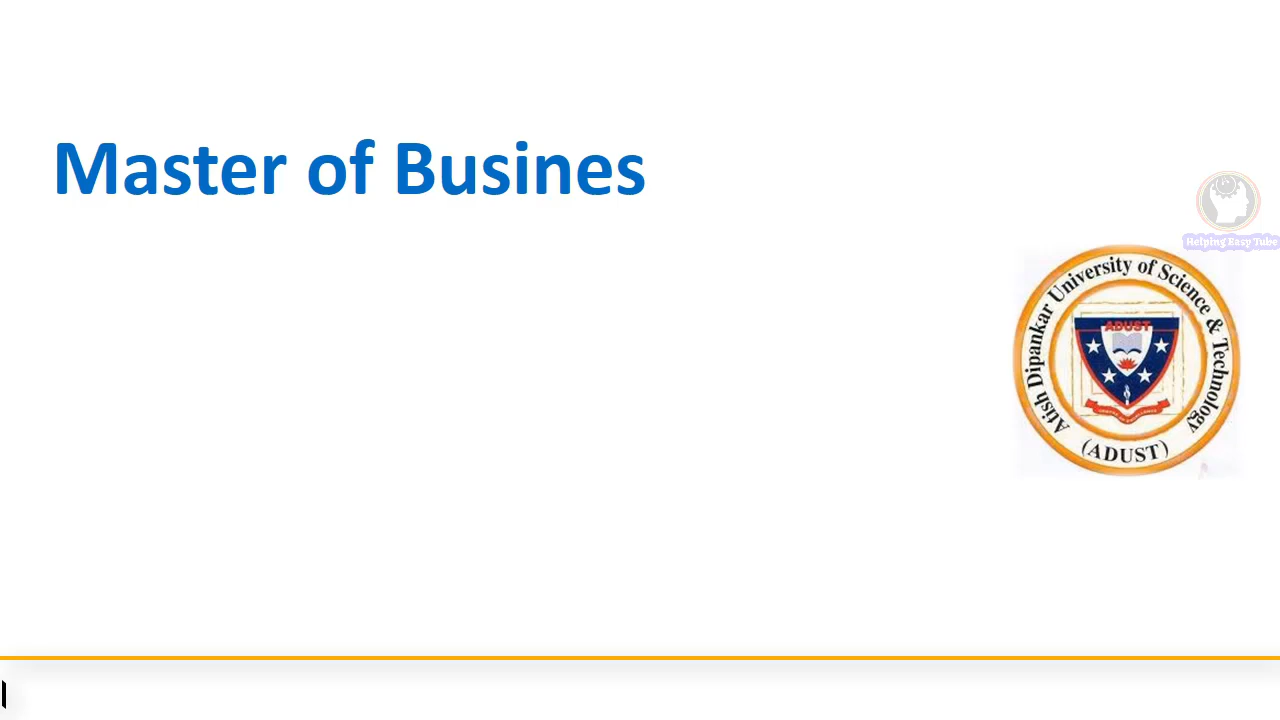 Master of Busines
Helping Easy Tube
Atish Dipankar University of Science & Technology
ADUST
(ADUST)